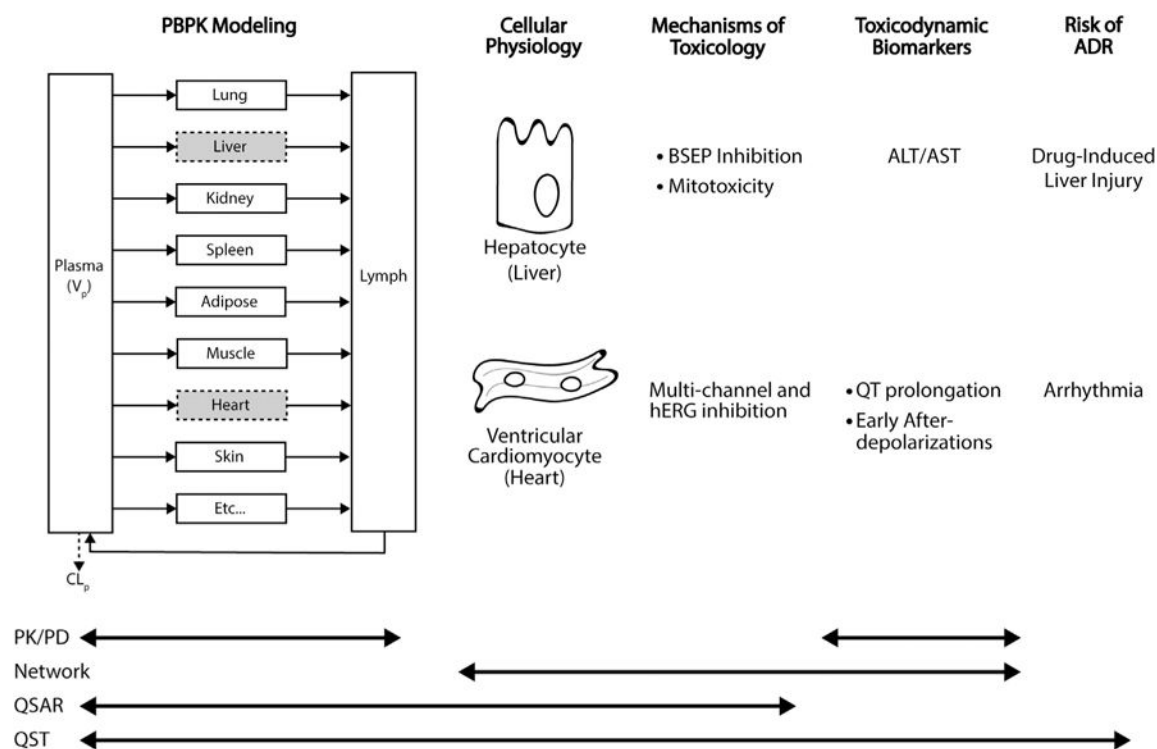 PBPK Modeling
Cellular
Physiology
Mechanisms of
Toxicology
Toxicodynamic
Biomarkers
Risk of
ADR
Plasma
(Vp)
Lung
Liver
Kidney
Spleen
Adipose
Muscle
Heart
Skin
Etc...
Lymph
CLp
Hepatocyte
(Liver)
• BSEP Inhibition
• Mitotoxicity
ALT/AST
Drug-Induced
Liver Injury
Ventricular
Cardiomyocyte
(Heart)
Multi-channel and
hERG inhibition
• QT prolongation
• Early After-
depolarizations
Arrhythmia
PK/PD
Network
QSAR
QST